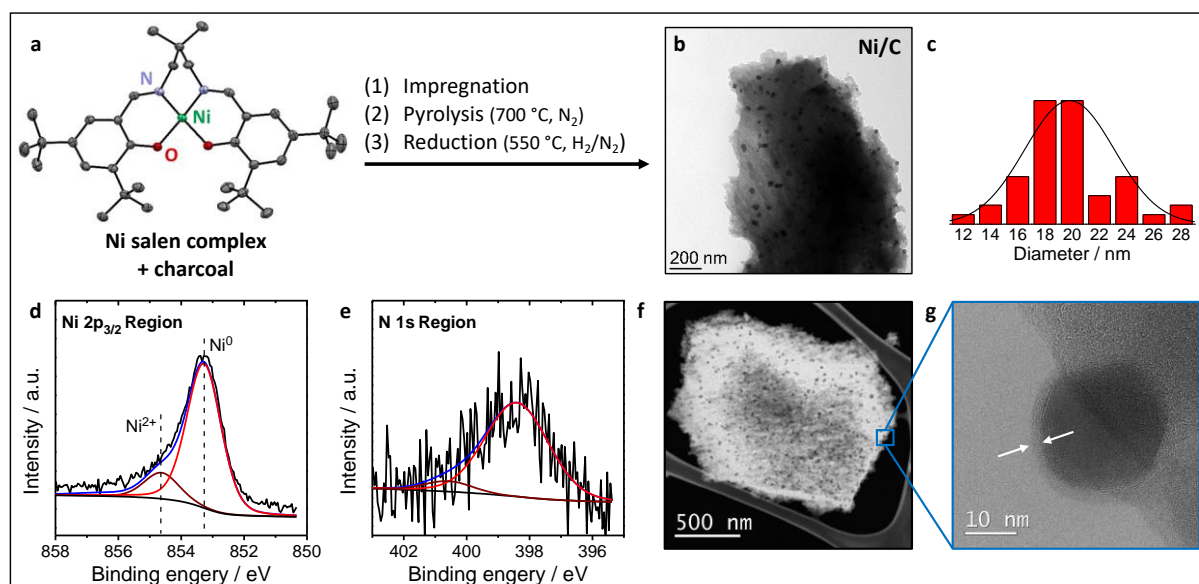 a
N
N
Ni
O
Ni salen complex
+ charcoal
(1) Impregnation
(2) Pyrolysis (700 °C, N₂)
(3) Reduction (550 °C, H₂/N₂)
b
Ni/C
200 nm
c
12 14 16 18 20 22 24 26 28
Diameter / nm
d
Ni 2p₃/₂ Region
Ni⁰
Ni²⁺
Intensity / a.u.
858 856 854 852 850
Binding engery / eV
e
N 1s Region
Intensity / a.u.
402 400 398 396
Binding engery / eV
f
500 nm
g
10 nm